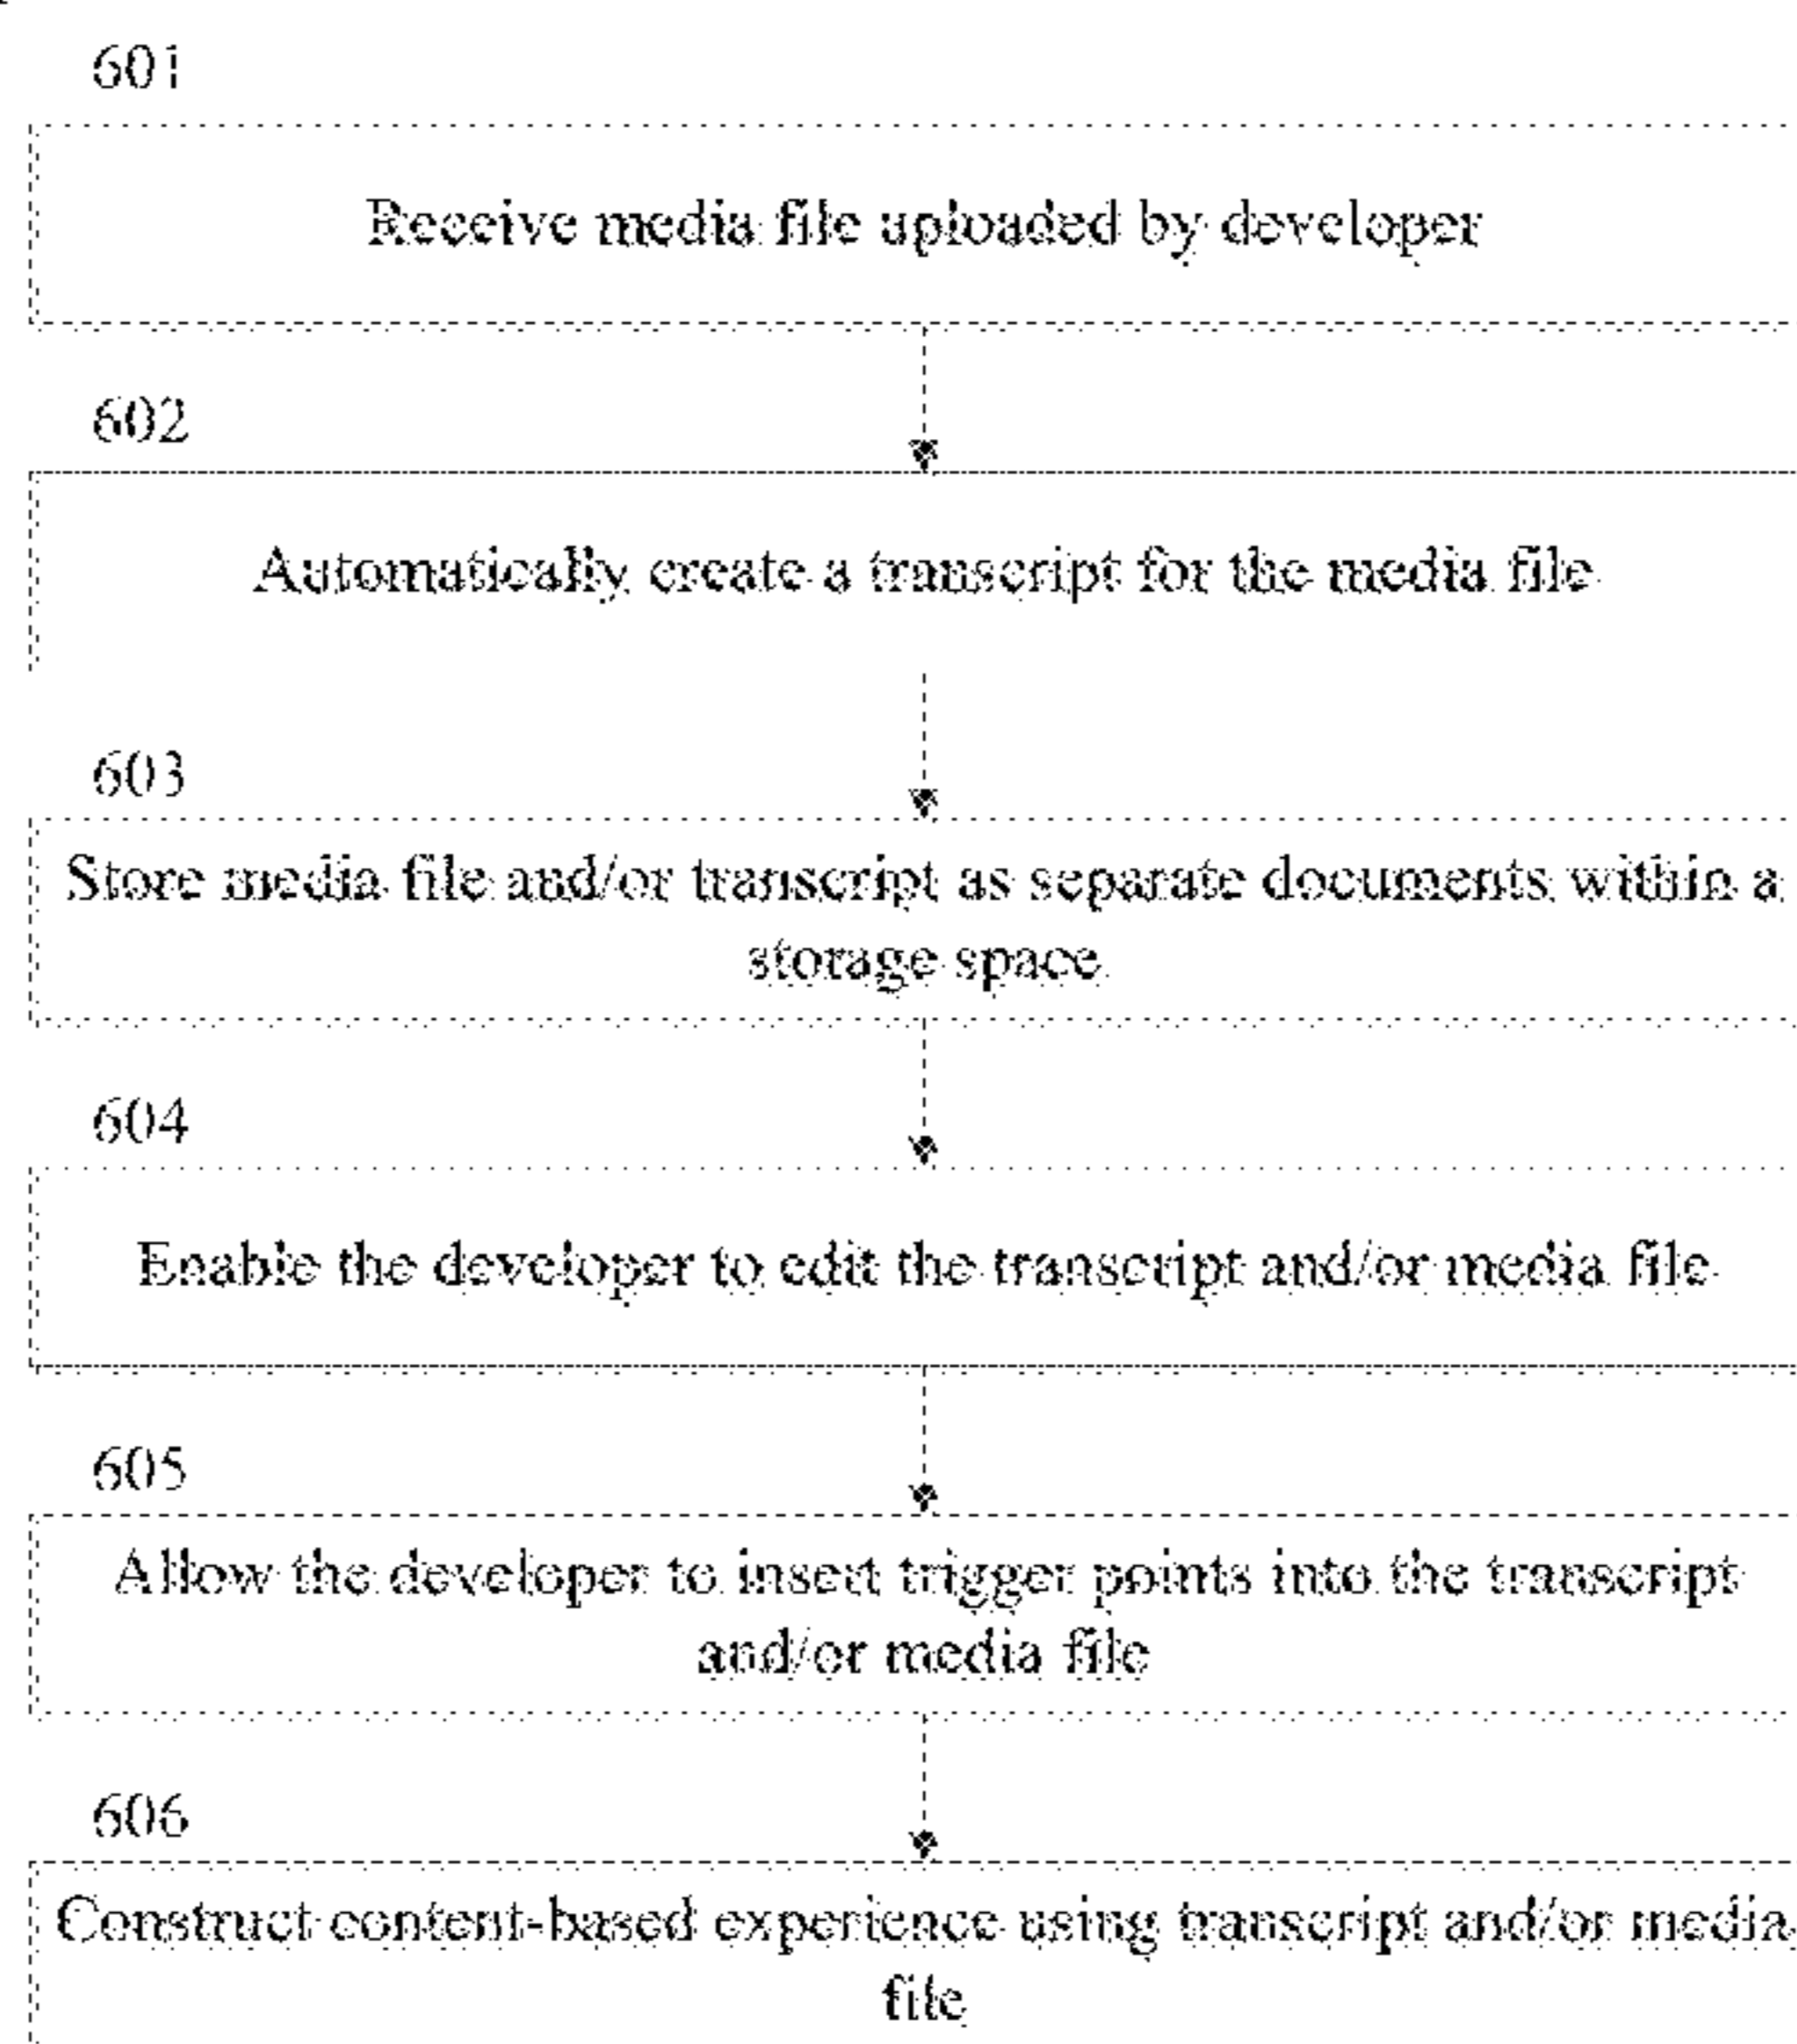 601
Receive media file uploaded by developer
602
Automatically create a transcript for the media file
603
Store media file and/or transcript as separate documents within a
storage space
604
Enable the developer to edit the transcript and/or media file
605
Allow the developer to insert trigger points into the transcript
and/or media file
606
Construct content-based experience using transcript and/or media
file